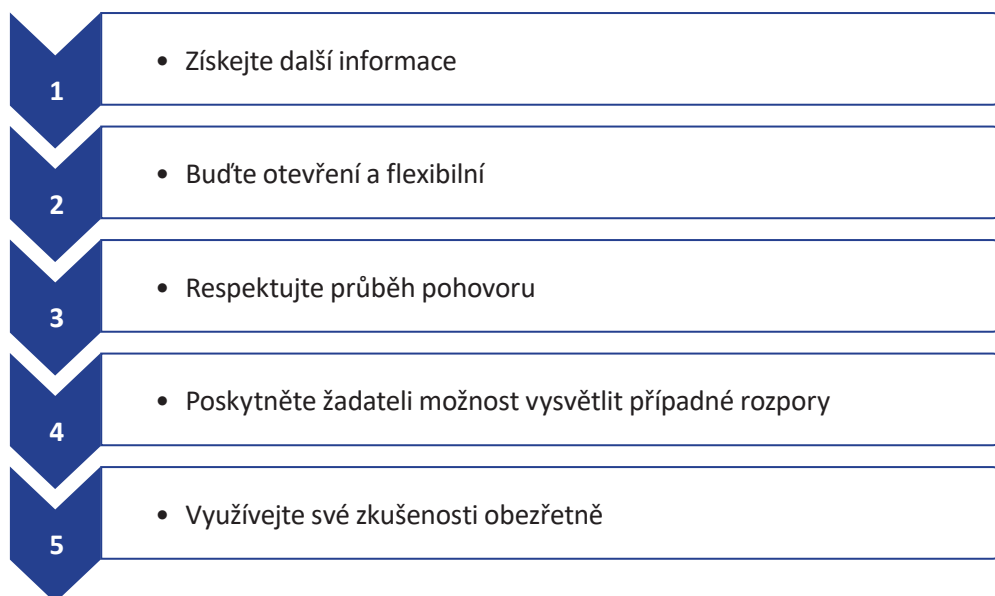 1
• Získejte další informace
2
• Buďte otevření a flexibilní
3
• Respektujte průběh pohovoru
4
• Poskytněte žadateli možnost vysvětlit případné rozpory
5
• Využívejte své zkušenosti obezřetně